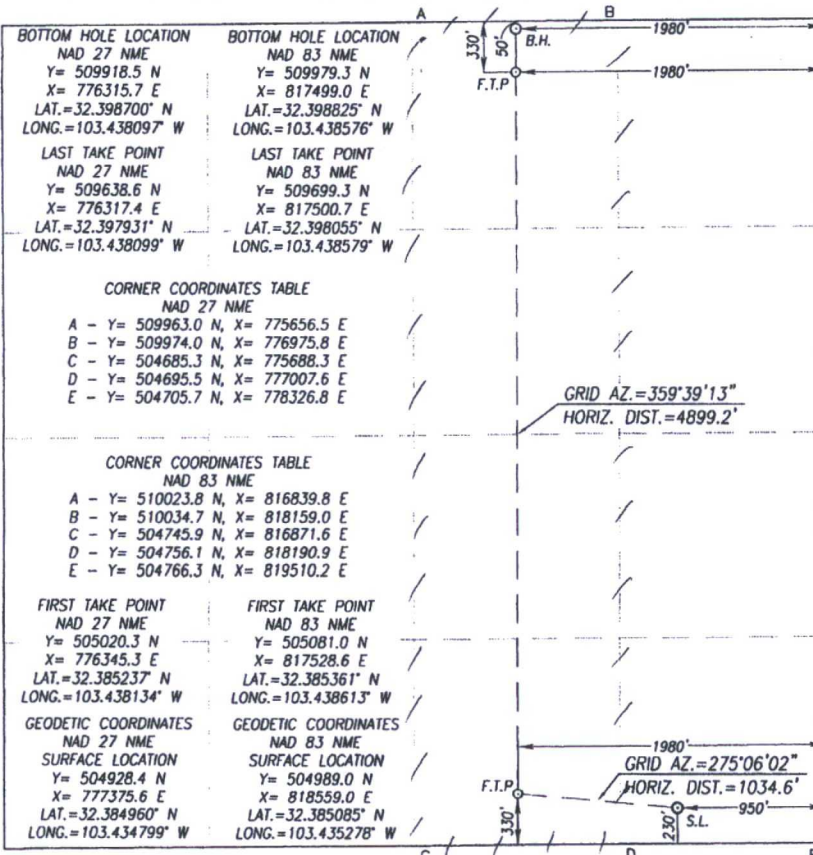 A
B
BOTTOM HOLE LOCATION
NAD 27 NME
Y= 509918.5 N
X= 776315.7 E
LAT.=32.398700° N
LONG.=103.438097° W
BOTTOM HOLE LOCATION
NAD 83 NME
Y= 509979.3 N
X= 817499.0 E
LAT.=32.398825° N
LONG.=103.438576° W
330'
50'
B.H.
1980'
F.T.P
1980'
LAST TAKE POINT
NAD 27 NME
Y= 509638.6 N
X= 776317.4 E
LAT.=32.397931° N
LONG.=103.438099° W
LAST TAKE POINT
NAD 83 NME
Y= 509699.3 N
X= 817500.7 E
LAT.=32.398055° N
LONG.=103.438579° W
CORNER COORDINATES TABLE
NAD 27 NME
A - Y= 509963.0 N, X= 775656.5 E
B - Y= 509974.0 N, X= 776975.8 E
C - Y= 504685.3 N, X= 775688.3 E
D - Y= 504695.5 N, X= 777007.6 E
E - Y= 504705.7 N, X= 778326.8 E
GRID AZ.=359°39'13"
HORIZ. DIST.=4899.2'
CORNER COORDINATES TABLE
NAD 83 NME
A - Y= 510023.8 N, X= 816839.8 E
B - Y= 510034.7 N, X= 818159.0 E
C - Y= 504745.9 N, X= 816871.6 E
D - Y= 504756.1 N, X= 818190.9 E
E - Y= 504766.3 N, X= 819510.2 E
FIRST TAKE POINT
NAD 27 NME
Y= 505020.3 N
X= 776345.3 E
LAT.=32.385237° N
LONG.=103.438134° W
FIRST TAKE POINT
NAD 83 NME
Y= 505081.0 N
X= 817528.6 E
LAT.=32.385361° N
LONG.=103.438613° W
GEODETIC COORDINATES
NAD 27 NME
SURFACE LOCATION
Y= 504928.4 N
X= 777375.6 E
LAT.=32.384960° N
LONG.=103.434799° W
GEODETIC COORDINATES
NAD 83 NME
SURFACE LOCATION
Y= 504989.0 N
X= 818559.0 E
LAT.=32.385085° N
LONG.=103.435278° W
1980'
GRID AZ.=275°06'02"
HORIZ. DIST.=1034.6'
F.T.P
330'
230'
950'
S.L.
C
D
E